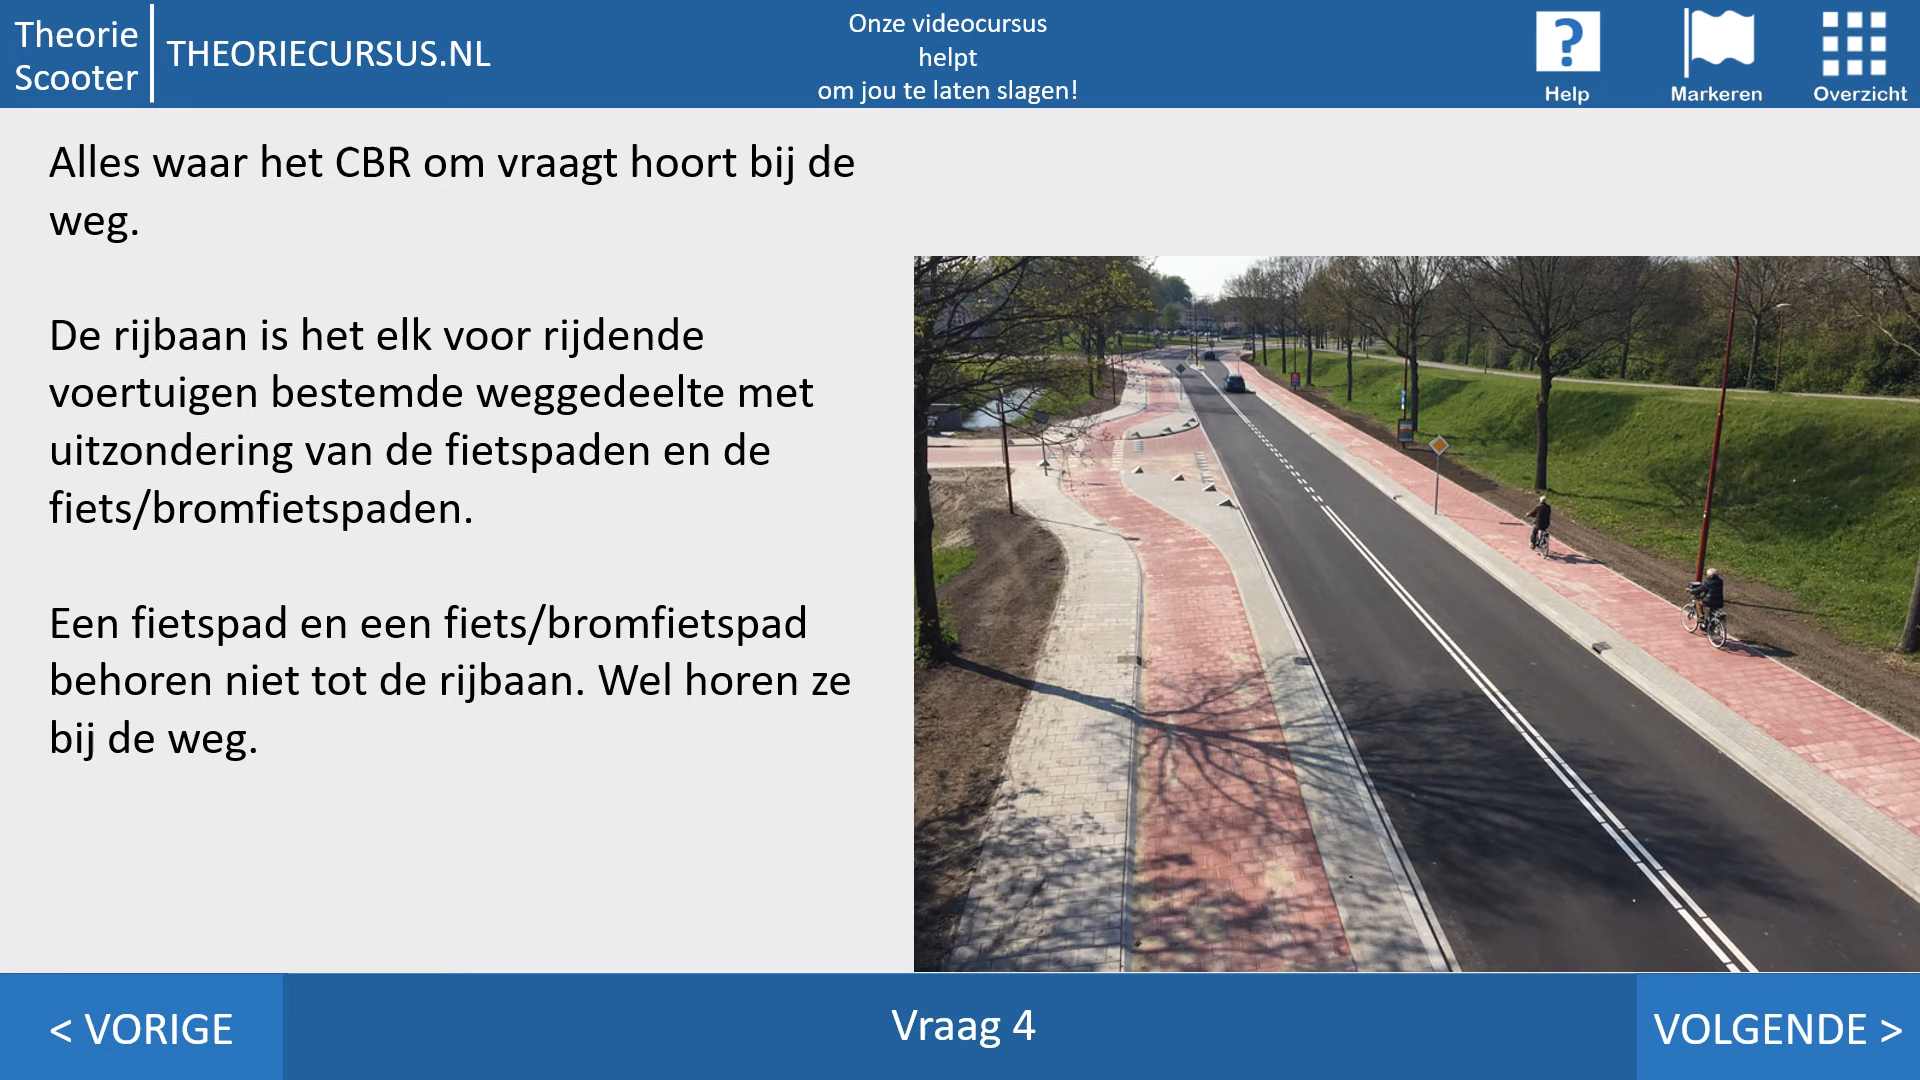 Theorie
Scooter
THEORIECURSUS.NL
Onze videocursus
helpt
om jou te laten slagen!
?
Help
Markeren
Overzicht
Alles waar het CBR om vraagt hoort bij de
weg.
De rijbaan is het elk voor rijdende
voertuigen bestemde weggedeelte met
uitzondering van de fietspaden en de
fiets/bromfietspaden.
Een fietspad en een fiets/bromfietspad
behoren niet tot de rijbaan. Wel horen ze
bij de weg.
< VORIGE
Vraag 4
VOLGENDE >